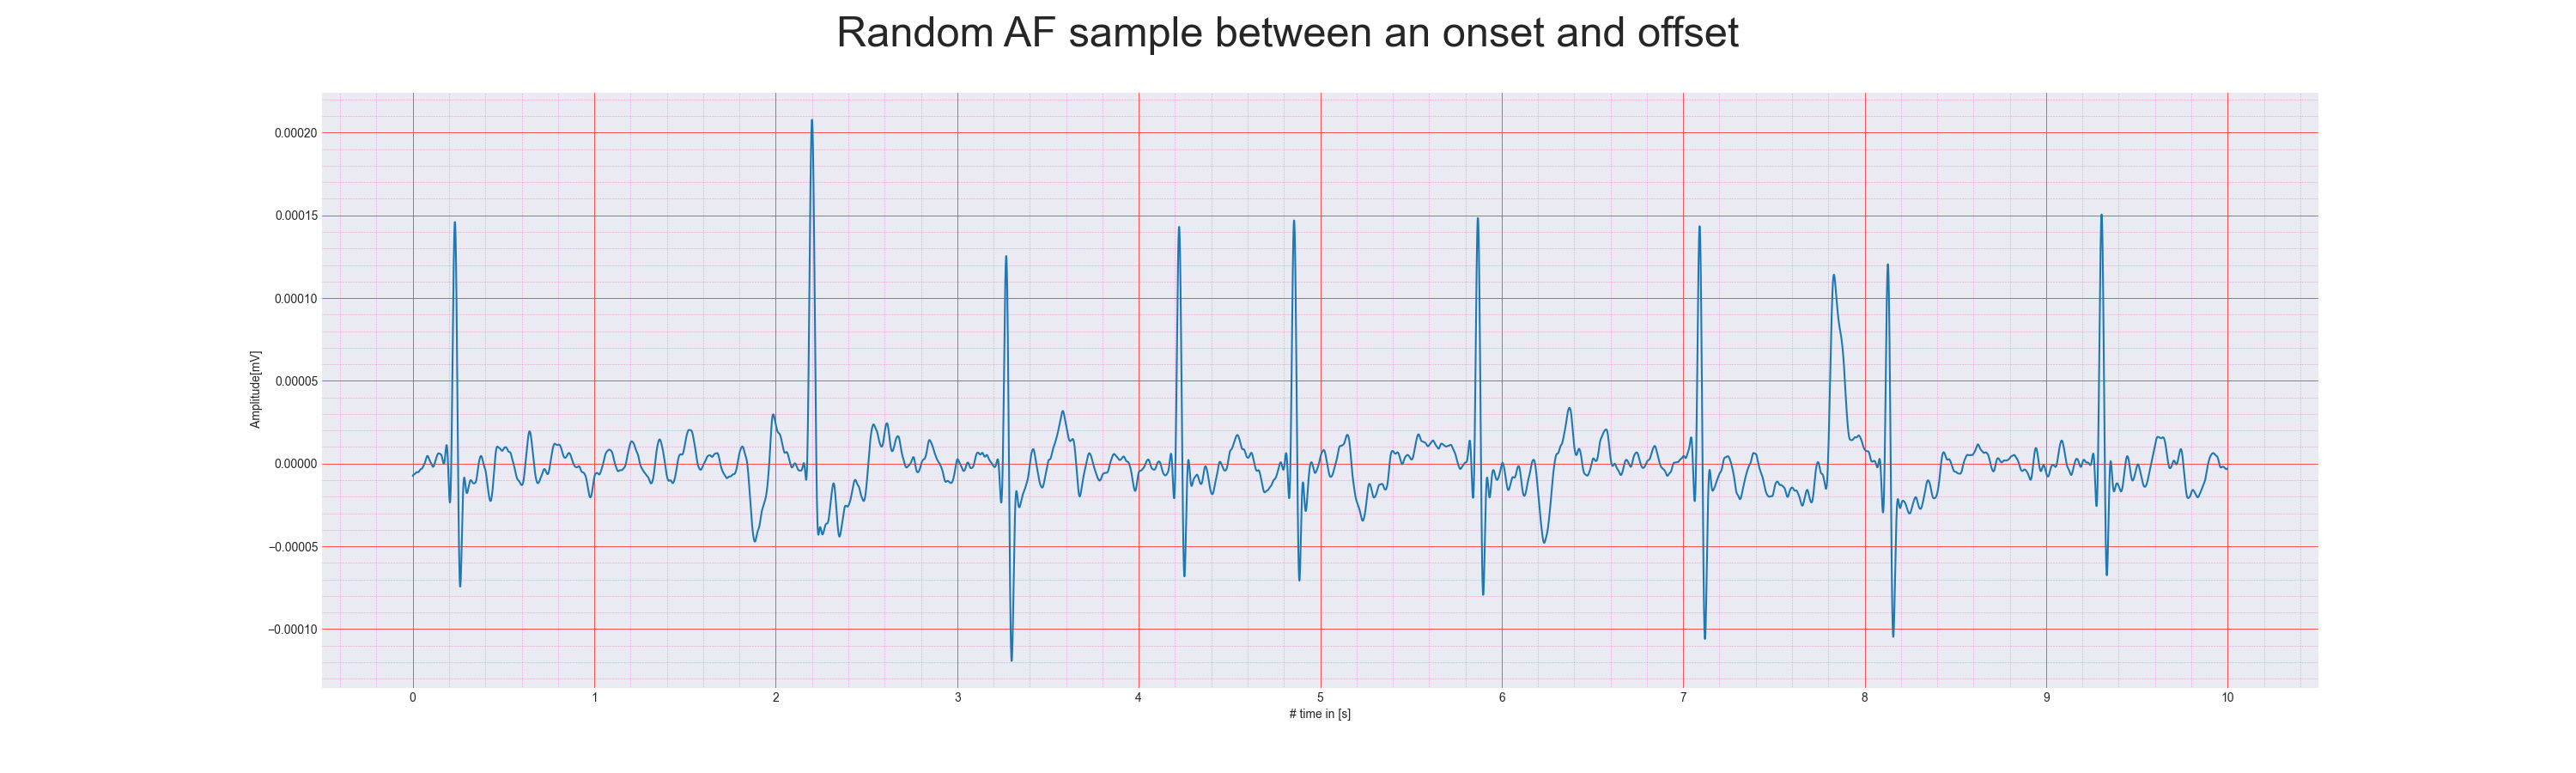 Random AF sample between an onset and offset
Amplitude[mV]
0.00020
0.00015
0.00010
0.00005
0.00000
−0.00005
−0.00010
0 1 2 3 4 5 6 7 8 9 10
# time in [s]